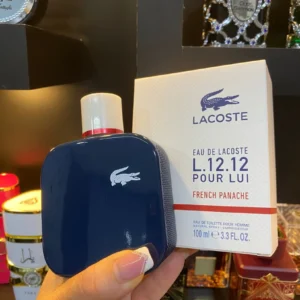 LACOSTE
EAU DE LACOSTE
L.12.12
POUR LUI
FRENCH PANACHE
100 ml e 3.3 FL.OZ.